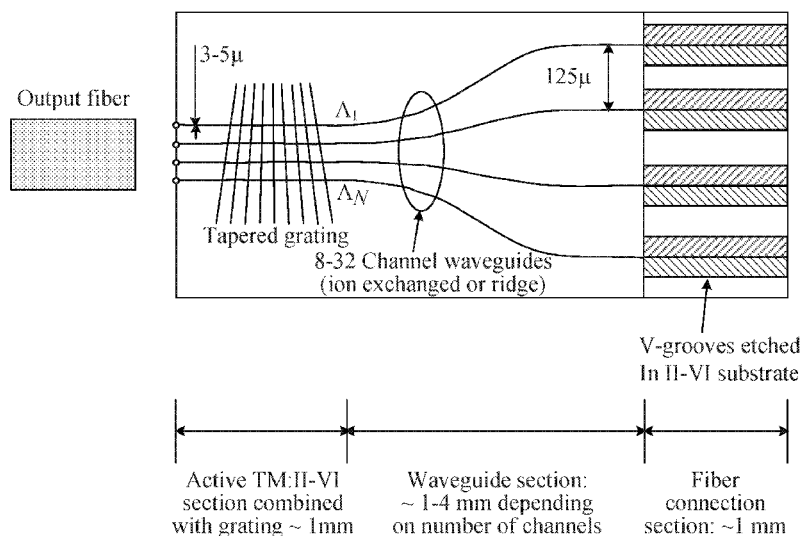 3-5μ
Output fiber
Λ1
125μ
ΛN
Tapered grating
8-32 Channel waveguides
(ion exchanged or ridge)
V-grooves etched
In II-VI substrate
Active TM:II-VI
section combined
with grating ~ 1mm
Waveguide section:
~ 1-4 mm depending
on number of channels
Fiber
connection
section: ~1 mm